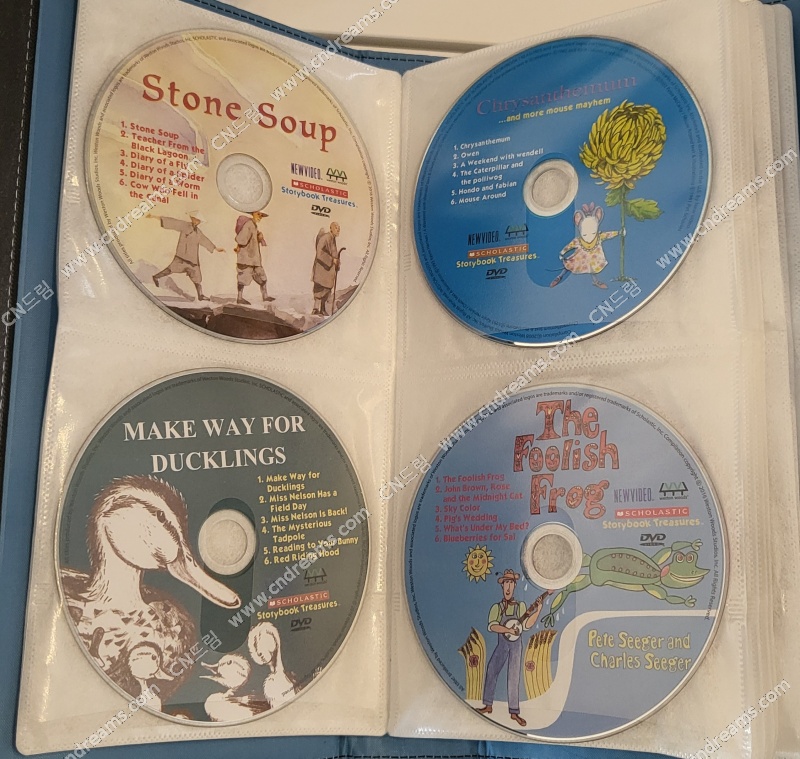 Stone Soup
1. Stone Soup
2. Teacher From the
Black Lagoon
3. Diary of a Fly
4. Diary of a Spider
5. Diary of a Worm
6. Cow Who Fell in
the Canal
NEWVIDEO
SCHOLASTIC
Storybook Treasures
DVD
Chrysanthemum
...and more mouse mayhem
1. Chrysanthemum
2. Owen
3. A Weekend with wendell
4. The Caterpillar and
the polliwog
5. Hondo and fabian
6. Mouse Around
NEWVIDEO
SCHOLASTIC
Storybook Treasures
DVD
MAKE WAY FOR
DUCKLINGS
1. Make Way for
Ducklings
2. Miss Nelson Has a
Field Day
3. Miss Nelson Is Back!
4. The Mysterious
Tadpole
5. Reading to Your Bunny
6. Red Riding Hood
SCHOLASTIC
Storybook Treasures
DVD
The
Foolish
Frog
1. The Foolish Frog
2. John Brown, Rose,
and the Midnight Cat
3. Sky Color
4. Pig's Wedding
5. What's Under My Bed?
6. Blueberries for Sal
NEWVIDEO
SCHOLASTIC
Storybook Treasures
DVD
Pete Seeger and
Charles Seeger
CN드림 www.cndreams.com